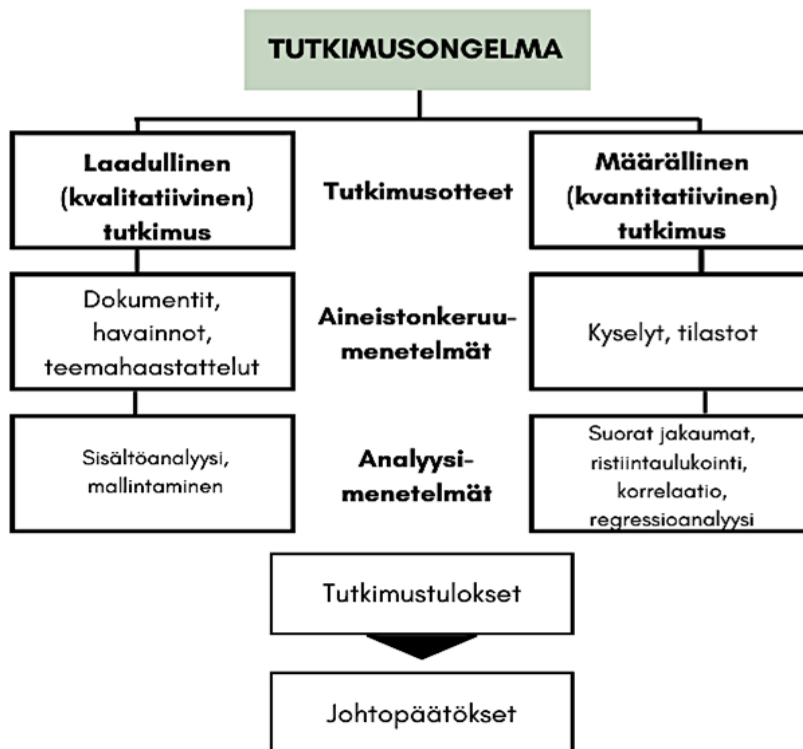 TUTKIMUSONGELMA
Laadullinen
(kvalitatiivinen)
tutkimus
Tutkimusotteet
Määrällinen
(kvantitatiivinen)
tutkimus
Dokumentit,
havainnot,
teemahaastattelut
Aineistonkeruu-
menetelmät
Kyselyt, tilastot
Sisältöanalyysi,
mallintaminen
Analyysi-
menetelmät
Suorat jakaumat,
ristiintaulukointi,
korrelaatio,
regressioanalyysi
Tutkimustulokset
Johtopäätökset